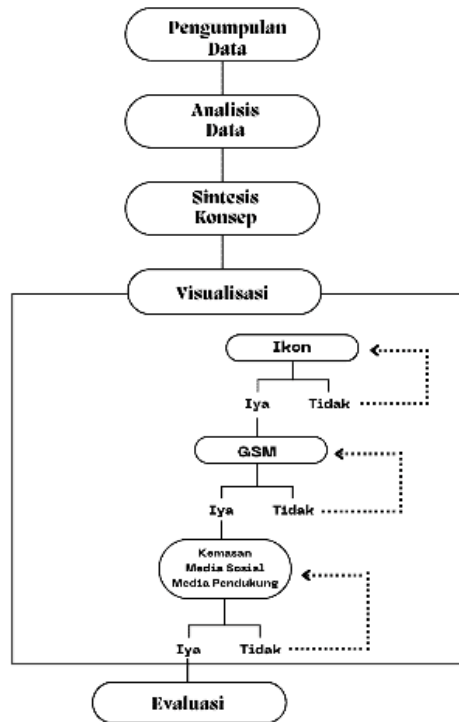 Pengumpulan
Data
Analisis
Data
Sintesis
Konsep
Visualisasi
Ikon
Iya Tidak
GSM
Iya Tidak
Kemasan
Media Sosial
Media Pendukung
Iya Tidak
Evaluasi